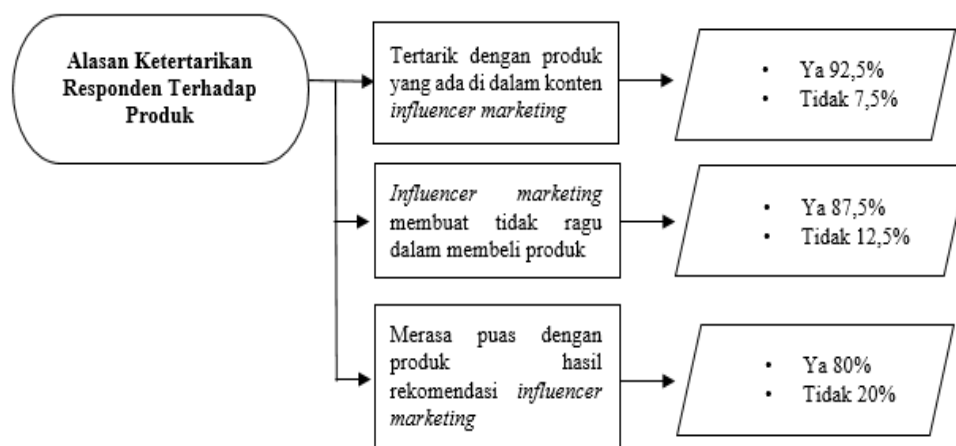 Alasan Ketertarikan
Responden Terhadap
Produk
Tertarik dengan produk
yang ada di dalam konten
influencer marketing
• Ya 92,5%
• Tidak 7,5%
Influencer marketing
membuat tidak ragu
dalam membeli produk
• Ya 87,5%
• Tidak 12,5%
Merasa puas dengan
produk hasil
rekomendasi influencer
marketing
• Ya 80%
• Tidak 20%